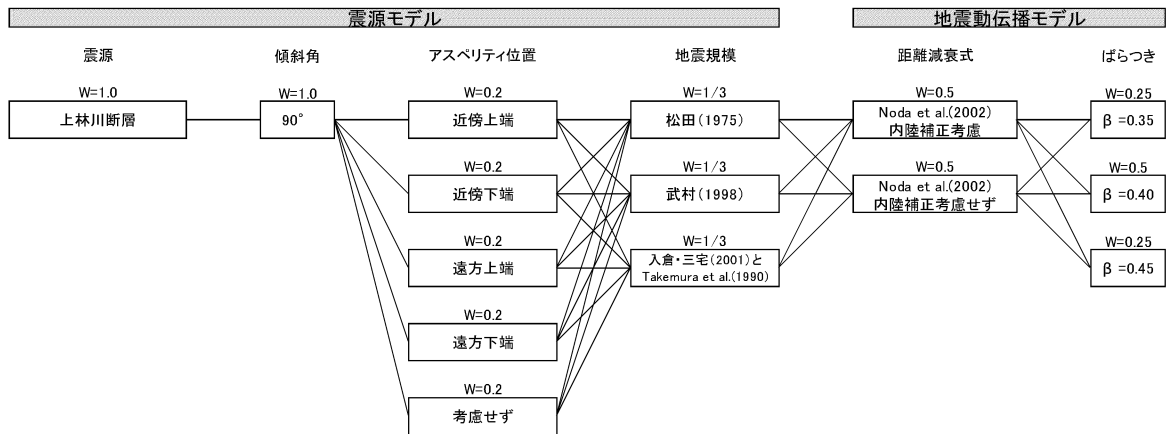 震源モデル
地震動伝播モデル
震源
傾斜角
アスペリティ位置
地震規模
距離減衰式
ばらつき
W=1.0
上林川断層
W=1.0
90°
W=0.2
近傍上端
W=0.2
近傍下端
W=0.2
遠方上端
W=0.2
遠方下端
W=0.2
考慮せず
W=1/3
松田(1975)
W=1/3
武村(1998)
W=1/3
入倉・三宅(2001)と
Takemura et al.(1990)
W=0.5
Noda et al.(2002)
内陸補正考慮
W=0.5
Noda et al.(2002)
内陸補正考慮せず
W=0.25
β=0.35
W=0.5
β=0.40
W=0.25
β=0.45